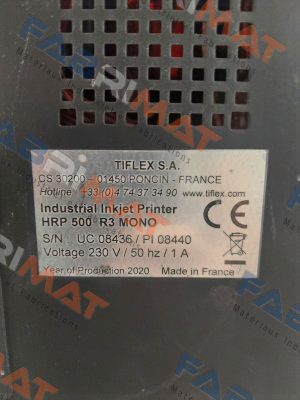 TIFLEX S.A.
CS 30200 - 01450 PONCIN - FRANCE
Hotline +33(0)4 74 37 34 90 www.tiflex.com
Industrial Inkjet Printer
HRP 500 R3 MONO
S/N UC 08436 / PI 08440
Voltage 230 V / 50 hz / 1 A
Year of Production 2020 Made in France
CE
FARRIMAT